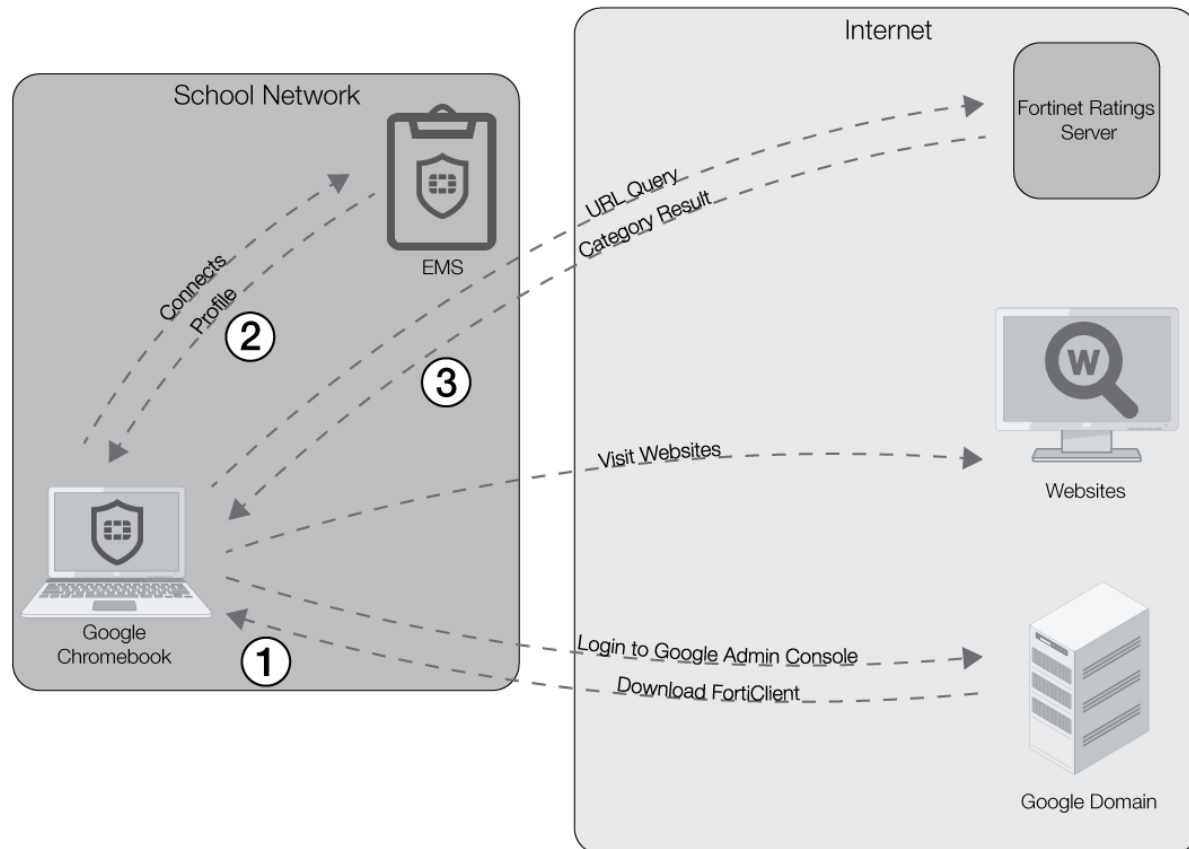 Internet
School Network
Fortinet Ratings
Server
EMS
URL Query
Category Result
Connects
Profile
2
3
W
Visit Websites
Websites
Google
Chromebook
1
Login to Google Admin Console
Download FortiClient
Google Domain